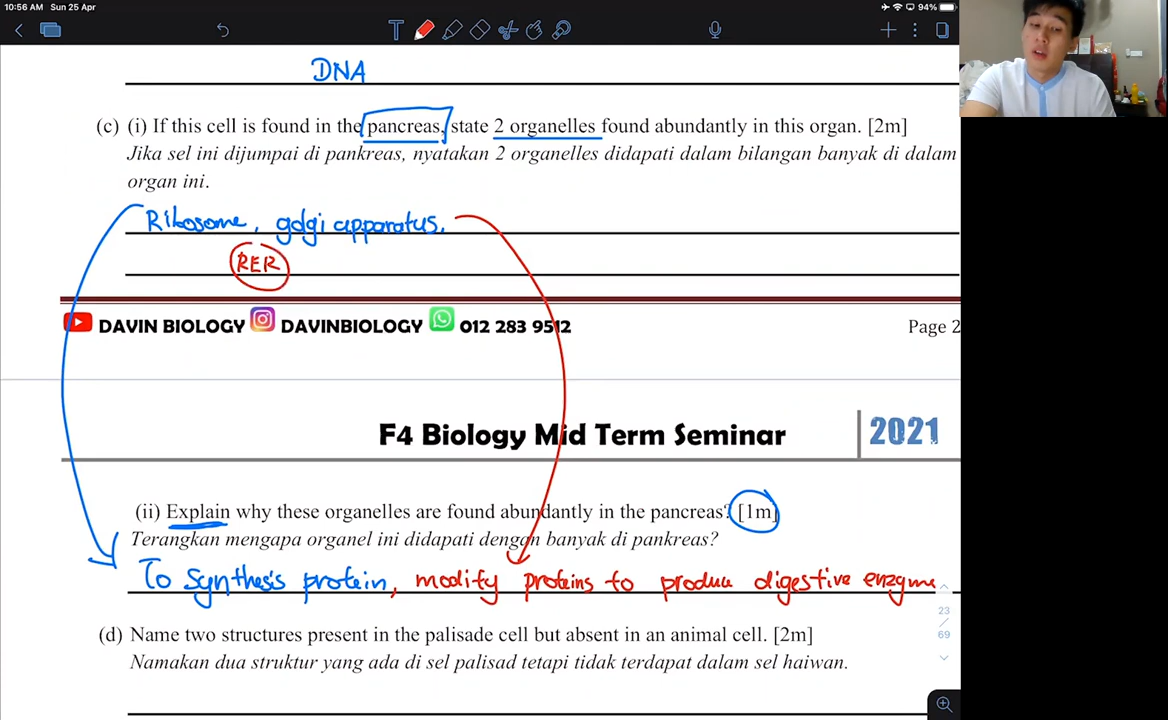 10:56 AM Sun 25 Apr
94%
DNA
(c) (i) If this cell is found in the pancreas, state 2 organelles found abundantly in this organ. [2m]
Jika sel ini dijumpai di pankreas, nyatakan 2 organelles didapati dalam bilangan banyak di dalam
organ ini.
Ribosome, golgi apparatus.
RER
DAVIN BIOLOGY DAVINBIOLOGY 012 283 9512
Page 2
F4 Biology Mid Term Seminar 2021
(ii) Explain why these organelles are found abundantly in the pancreas? [1m]
Terangkan mengapa organel ini didapati dengan banyak di pankreas?
To synthesis protein, modify proteins to produce digestive enzyme
23
/
69
(d) Name two structures present in the palisade cell but absent in an animal cell. [2m]
Namakan dua struktur yang ada di sel palisad tetapi tidak terdapat dalam sel haiwan.